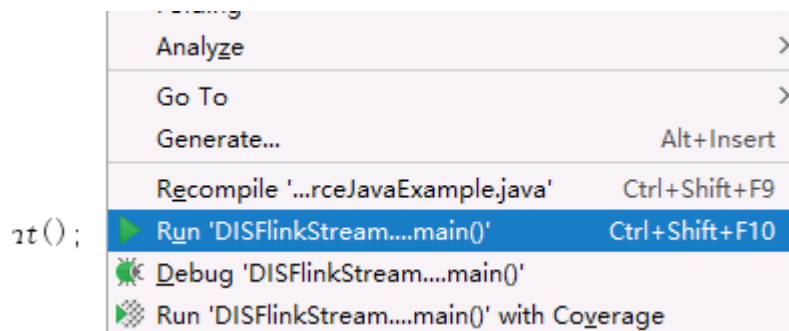 Analyze
Go To
Generate... Alt+Insert
Recompile '...rceJavaExample.java' Ctrl+Shift+F9
nt(); Run 'DISFlinkStream....main()' Ctrl+Shift+F10
Debug 'DISFlinkStream....main()'
Run 'DISFlinkStream....main()' with Coverage